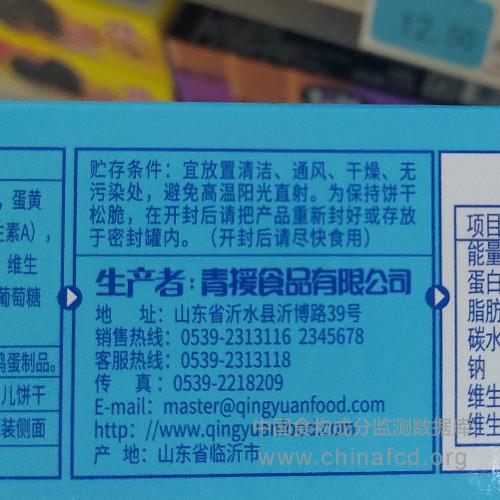 12.50
贮存条件：宜放置清洁、通风、干燥、无
污染处，避免高温阳光直射。为保持饼干
松脆，在开封后请把产品重新封好或存放
于密封罐内。（开封后请尽快食用）
生产者：青援食品有限公司
地 址：山东省沂水县沂博路39号
销售热线：0539-2313116 2345678
客服热线：0539-2313118
传 真：0539-2218209
E-mail：master@qingyuanfood.com
http：//www.qingyuanfood.com
产 地：山东省临沂市
，蛋黄
生素A），
维生
葡萄糖
鸡蛋制品。
儿饼干
装侧面
项目
能量
蛋白
脂肪
碳水
钠
维生
维生
中国食物成分监测数据库
www.chinafcd.org